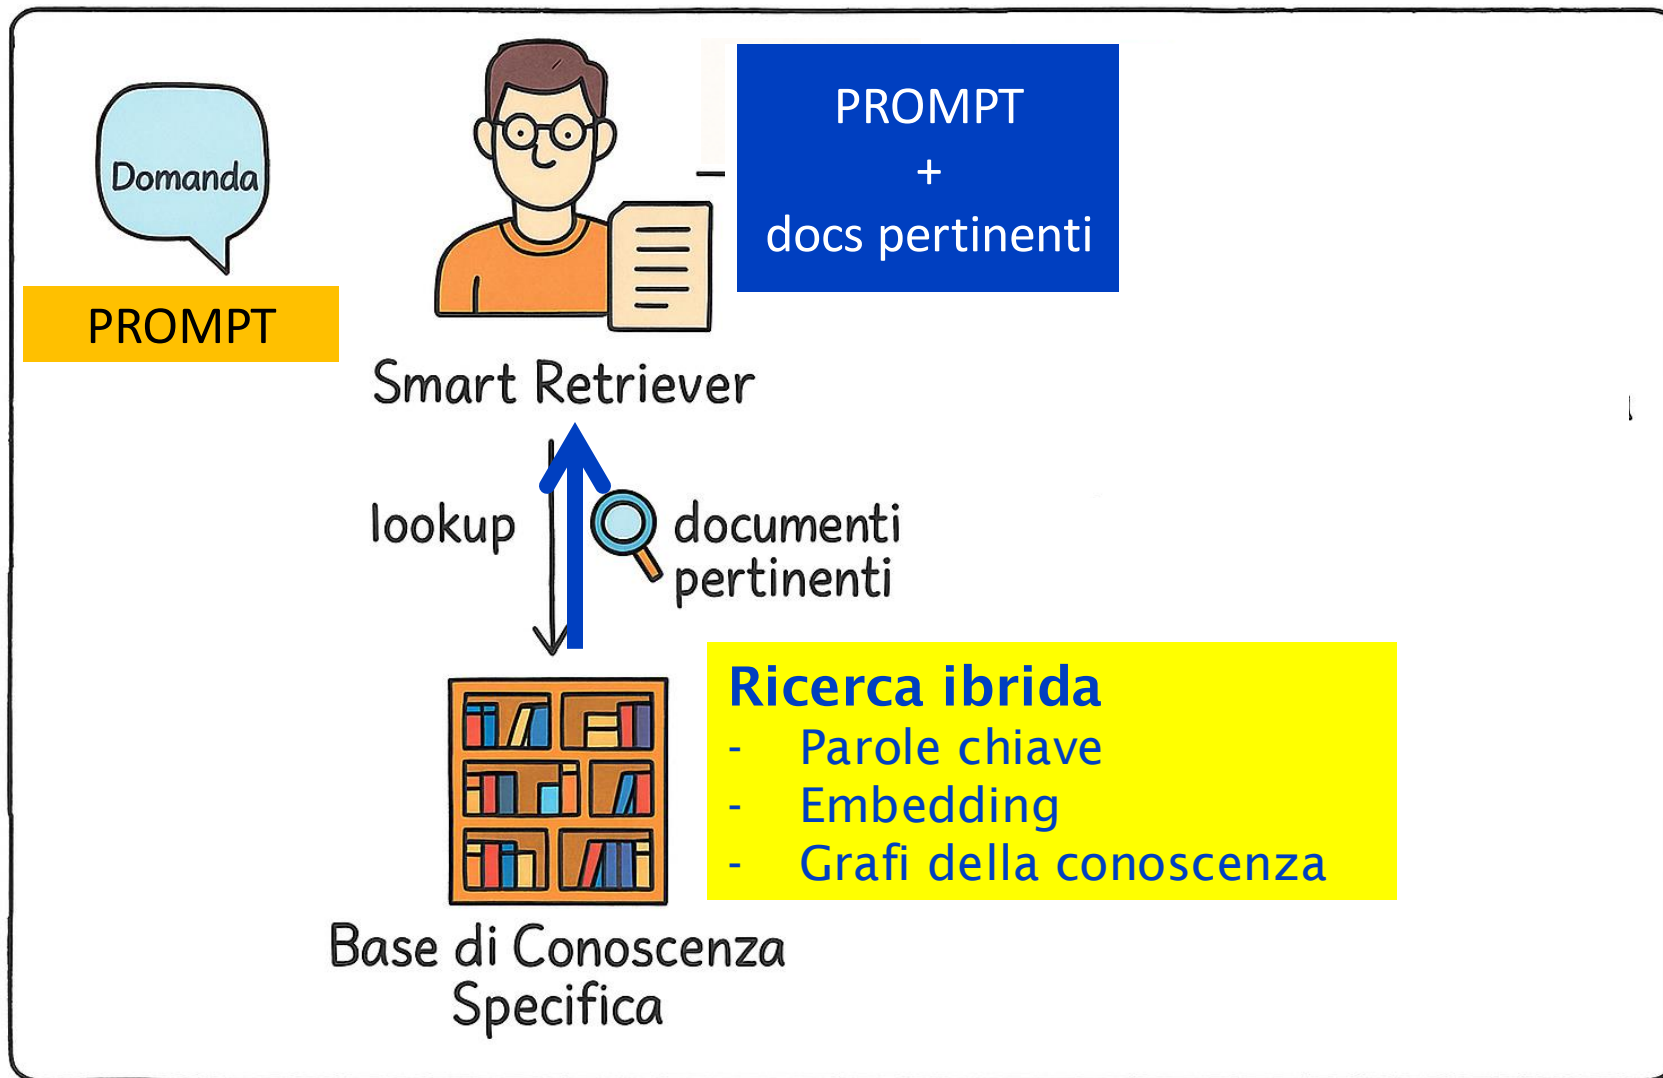 Domanda
PROMPT
PROMPT
+
docs pertinenti
Smart Retriever
lookup
documenti
pertinenti
Ricerca ibrida
- Parole chiave
- Embedding
- Grafi della conoscenza
Base di Conoscenza
Specifica